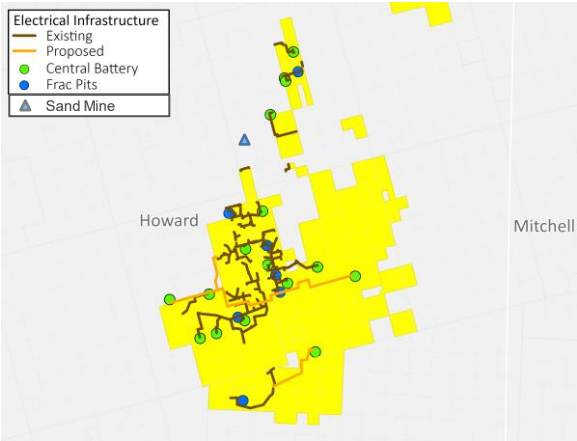 Electrical Infrastructure
Existing
Proposed
Central Battery
Frac Pits
Sand Mine
Howard
Mitchell